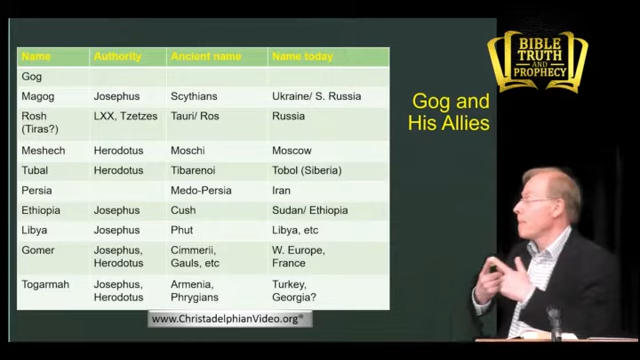 BIBLE
TRUTH
AND
PROPHECY
Gog and
His Allies
Name Authority Ancient name Name today
Gog
Magog Josephus Scythians Ukraine/ S. Russia
Rosh LXX, Tzetzes Tauri/ Ros Russia
(Tiras?)
Meshech Herodotus Moschi Moscow
Tubal Herodotus Tibarenoi Tobol (Siberia)
Persia Medo-Persia Iran
Ethiopia Josephus Cush Sudan/ Ethiopia
Libya Josephus Phut Libya, etc
Gomer Josephus, Cimmerii, W. Europe,
Herodotus Gauls, etc France
Togarmah Josephus, Armenia, Turkey,
Herodotus Phrygians Georgia?
www.ChristadelphianVideo.org®